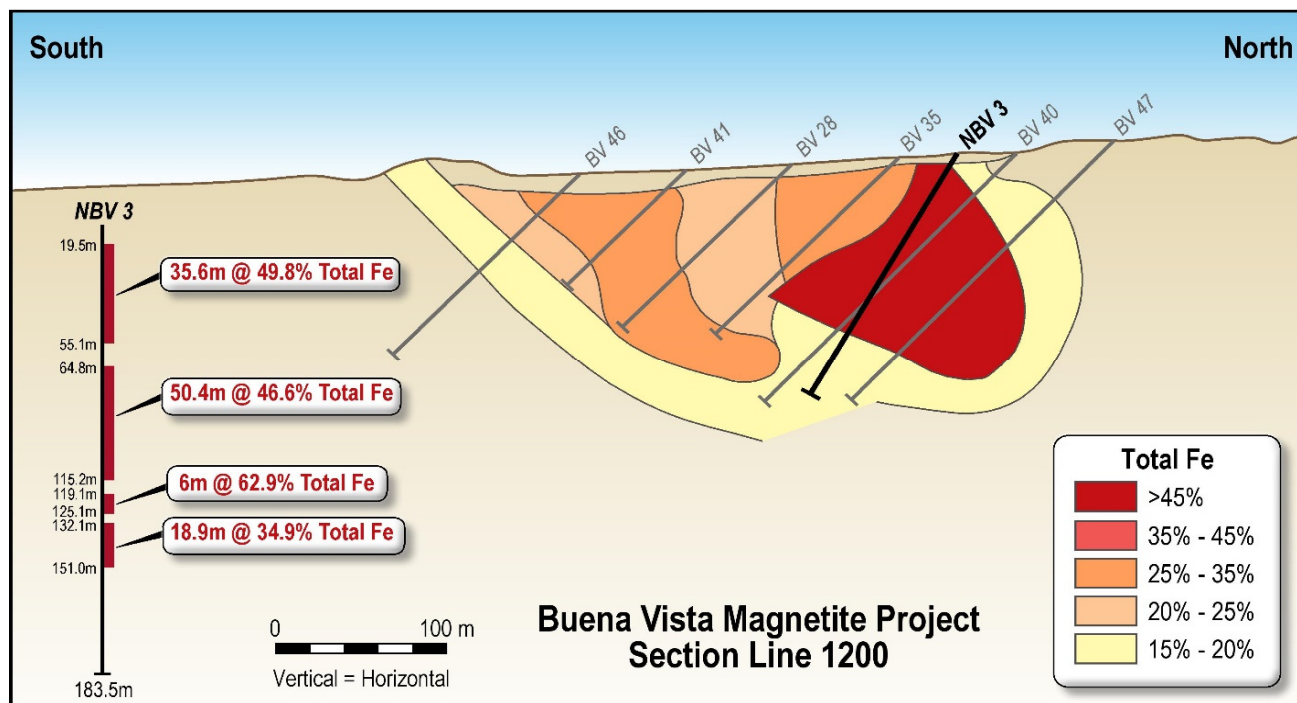 South
North
BV 46
BV 41
BV 28
BV 35
NBV 3
BV 40
BV 47
NBV 3
19.5m
35.6m @ 49.8% Total Fe
55.1m
64.8m
50.4m @ 46.6% Total Fe
115.2m
119.1m
6m @ 62.9% Total Fe
125.1m
132.1m
18.9m @ 34.9% Total Fe
151.0m
183.5m
0 100 m
Vertical = Horizontal
Buena Vista Magnetite Project
Section Line 1200
Total Fe
>45%
35% - 45%
25% - 35%
20% - 25%
15% - 20%